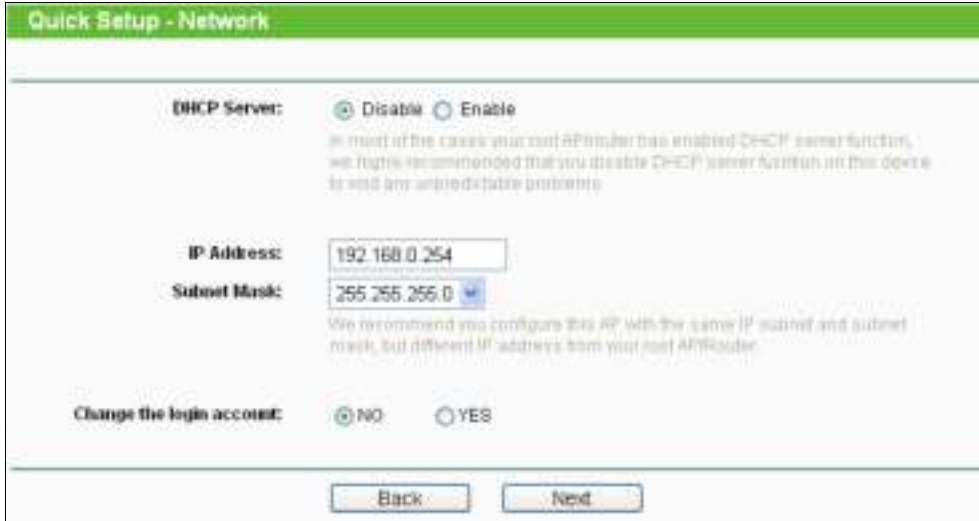 Quick Setup - Network
DHCP Server: Disable Enable
In most of the cases your root AP/router has enabled DHCP server function,
we highly recommended that you disable DHCP server function on this device
to void any unpredictable problems.
IP Address: 192.168.0.254
Subnet Mask: 255.255.255.0
We recommend you configure this AP with the same IP subnet and subnet
mask, but different IP address from your root AP/Router.
Change the login account: NO YES
Back Next